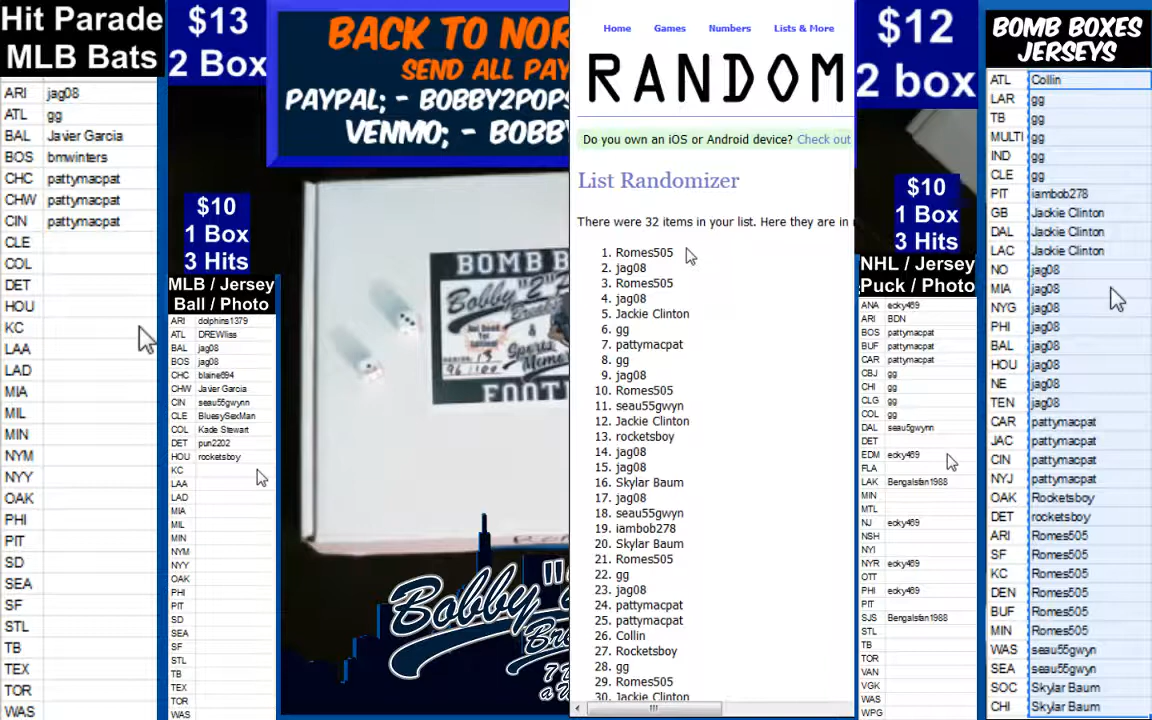 Hit Parade
MLB Bats
ARI jag08
ATL gg
BAL Javier Garcia
BOS bmwinters
CHC pattymacpat
CHW pattymacpat
CIN pattymacpat
CLE
COL
DET
HOU
KC
LAA
LAD
MIA
MIL
MIN
NYM
NYY
OAK
PHI
PIT
SD
SEA
SF
STL
TB
TEX
TOR
WAS
$13
2 Box
$10
1 Box
3 Hits
MLB / Jersey
Ball / Photo
ARI dolphins1379
ATL DREWliss
BAL jag08
BOS jag08
CHC blaine694
CHW Javier Garcia
CIN seau55gwyn
CLE BluesySexMan
COL Kade Stewart
DET pun2202
HOU rocketsboy
KC
LAA
LAD
MIA
MIL
MIN
NYM
NYY
OAK
PHI
PIT
SD
SEA
SF
STL
TB
TEX
TOR
WAS
BACK TO NOR
SEND ALL PAY
PAYPAL; - BOBBY2POPS
VENMO; - BOBBY
BOMB B
Bobby "2"
FOOT
Bobby "2
Bre
Home Games Numbers Lists & More
RANDOM
Do you own an iOS or Android device? Check out
List Randomizer
There were 32 items in your list. Here they are in
1. Romes505
2. jag08
3. Romes505
4. jag08
5. Jackie Clinton
6. gg
7. pattymacpat
8. gg
9. jag08
10. Romes505
11. seau55gwyn
12. Jackie Clinton
13. rocketsboy
14. jag08
15. jag08
16. Skylar Baum
17. jag08
18. seau55gwyn
19. iambob278
20. Skylar Baum
21. Romes505
22. gg
23. jag08
24. pattymacpat
25. pattymacpat
26. Collin
27. Rocketsboy
28. gg
29. Romes505
30. Jackie Clinton
$12
2 box
$10
1 Box
3 Hits
NHL / Jersey
Puck / Photo
ANA ecky469
ARI BDN
BOS pattymacpat
BUF pattymacpat
CAR pattymacpat
CBJ gg
CHI gg
CLG gg
COL gg
DAL seau5gwynn
DET
EDM ecky469
FLA
LAK Bengalsfan1988
MIN
MTL
NJ ecky469
NSH
NYI
NYR ecky469
OTT
PHI ecky469
PIT
SJS Bengalsfan1988
STL
TB
TOR
VAN
VGK
WAS
WPG
BOMB BOXES
JERSEYS
ATL Collin
LAR gg
TB gg
MULTI gg
IND gg
CLE gg
PIT iambob278
GB Jackie Clinton
DAL Jackie Clinton
LAC Jackie Clinton
NO jag08
MIA jag08
NYG jag08
PHI jag08
BAL jag08
HOU jag08
NE jag08
TEN jag08
CAR pattymacpat
JAC pattymacpat
CIN pattymacpat
NYJ pattymacpat
OAK Rocketsboy
DET rocketsboy
ARI Romes505
SF Romes505
KC Romes505
DEN Romes505
BUF Romes505
MIN Romes505
WAS seau55gwyn
SEA seau55gwyn
SOC Skylar Baum
CHI Skylar Baum